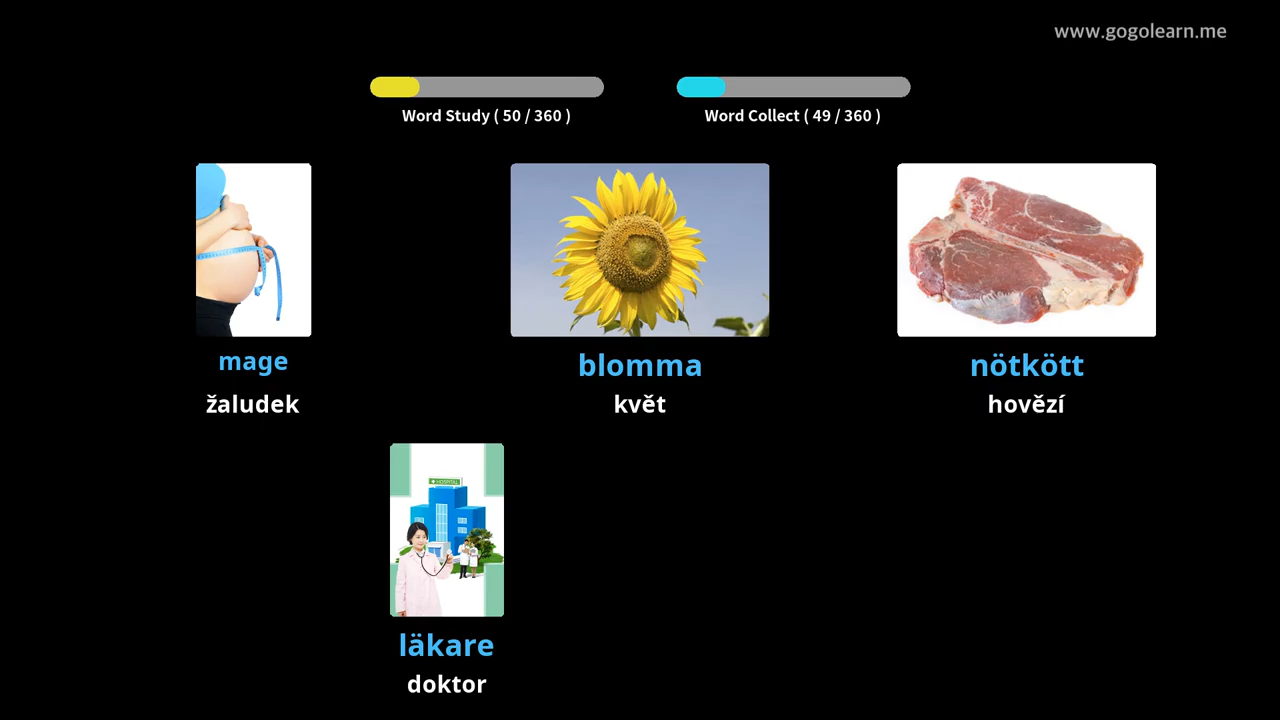 www.gogolearn.me
Word Study ( 50 / 360 )
Word Collect ( 49 / 360 )
mage
blomma
nötkött
žaludek
květ
hovězí
HOSPITAL
läkare
doktor